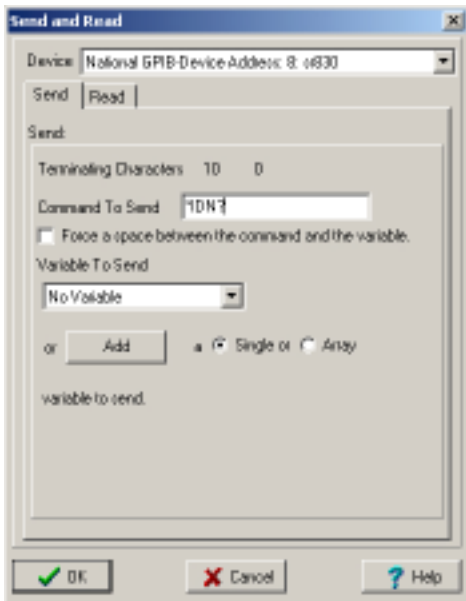 Send and Read
Device National GPIB-Device Address: 8: sr830
Send Read
Send:
Terminating Characters 10 0
Command To Send *IDN?
Force a space between the command and the variable.
Variable To Send
No Variable
or Add a Single or Array
variable to send.
OK Cancel Help